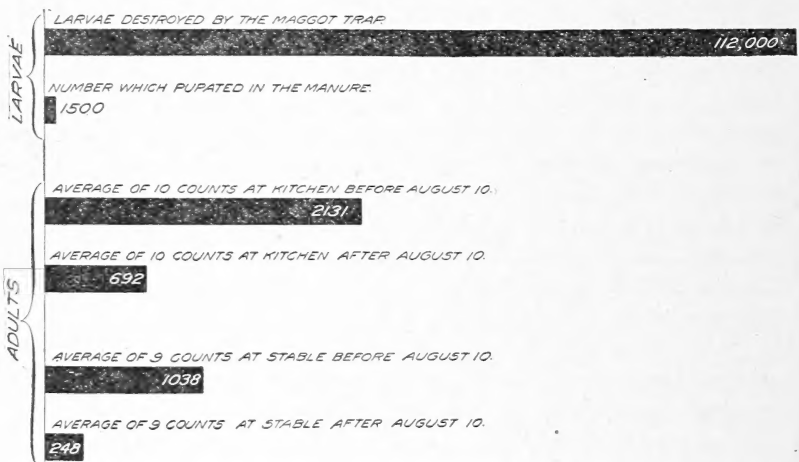 LARVAE
LARVAE DESTROYED BY THE MAGGOT TRAP.
112,000
NUMBER WHICH PUPATED IN THE MANURE.
1500
ADULTS
AVERAGE OF 10 COUNTS AT KITCHEN BEFORE AUGUST 10.
2131
AVERAGE OF 10 COUNTS AT KITCHEN AFTER AUGUST 10.
692
AVERAGE OF 9 COUNTS AT STABLE BEFORE AUGUST 10.
1038
AVERAGE OF 9 COUNTS AT STABLE AFTER AUGUST 10.
248